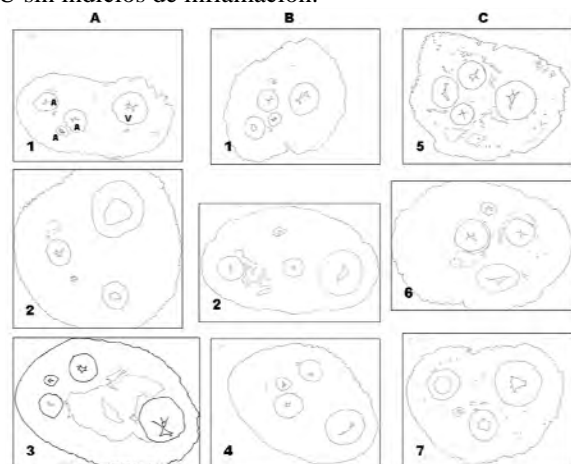 C sin indicios de inflamación.
A B C
A A A V
1 1 5
2 2 6
3 4 7